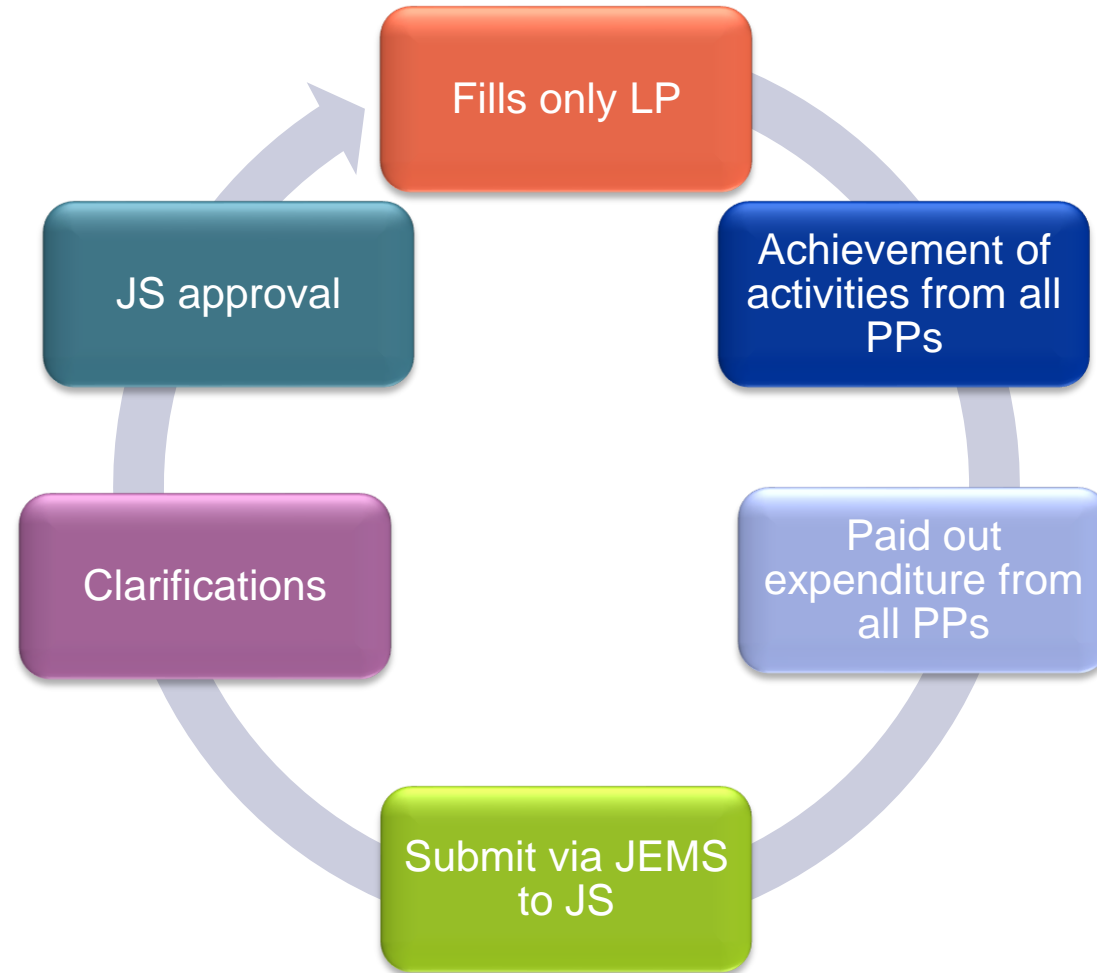 Fills only LP
Achievement of
activities from all
PPs
Paid out
expenditure from
all PPs
Submit via JEMS
to JS
Clarifications
JS approval